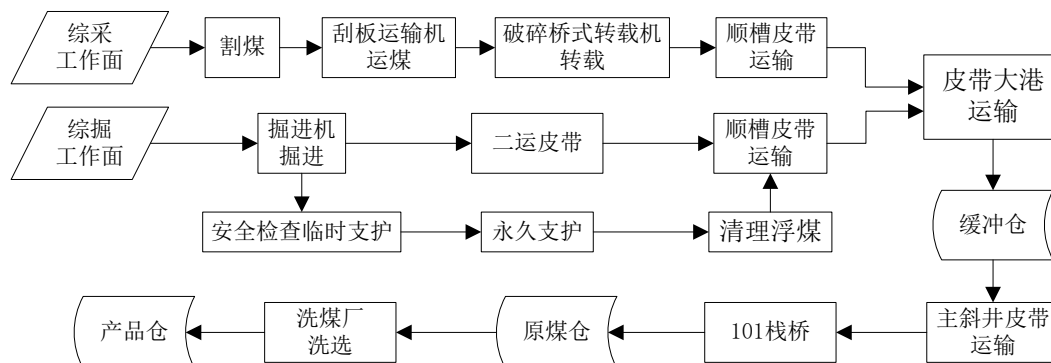 综采
工作面
割煤
刮板运输机
运煤
破碎桥式转载机
转载
顺槽皮带
运输
皮带大港
运输
综掘
工作面
掘进机
掘进
二运皮带
顺槽皮带
运输
安全检查临时支护
永久支护
清理浮煤
缓冲仓
主斜井皮带
运输
101栈桥
原煤仓
洗煤厂
洗选
产品仓